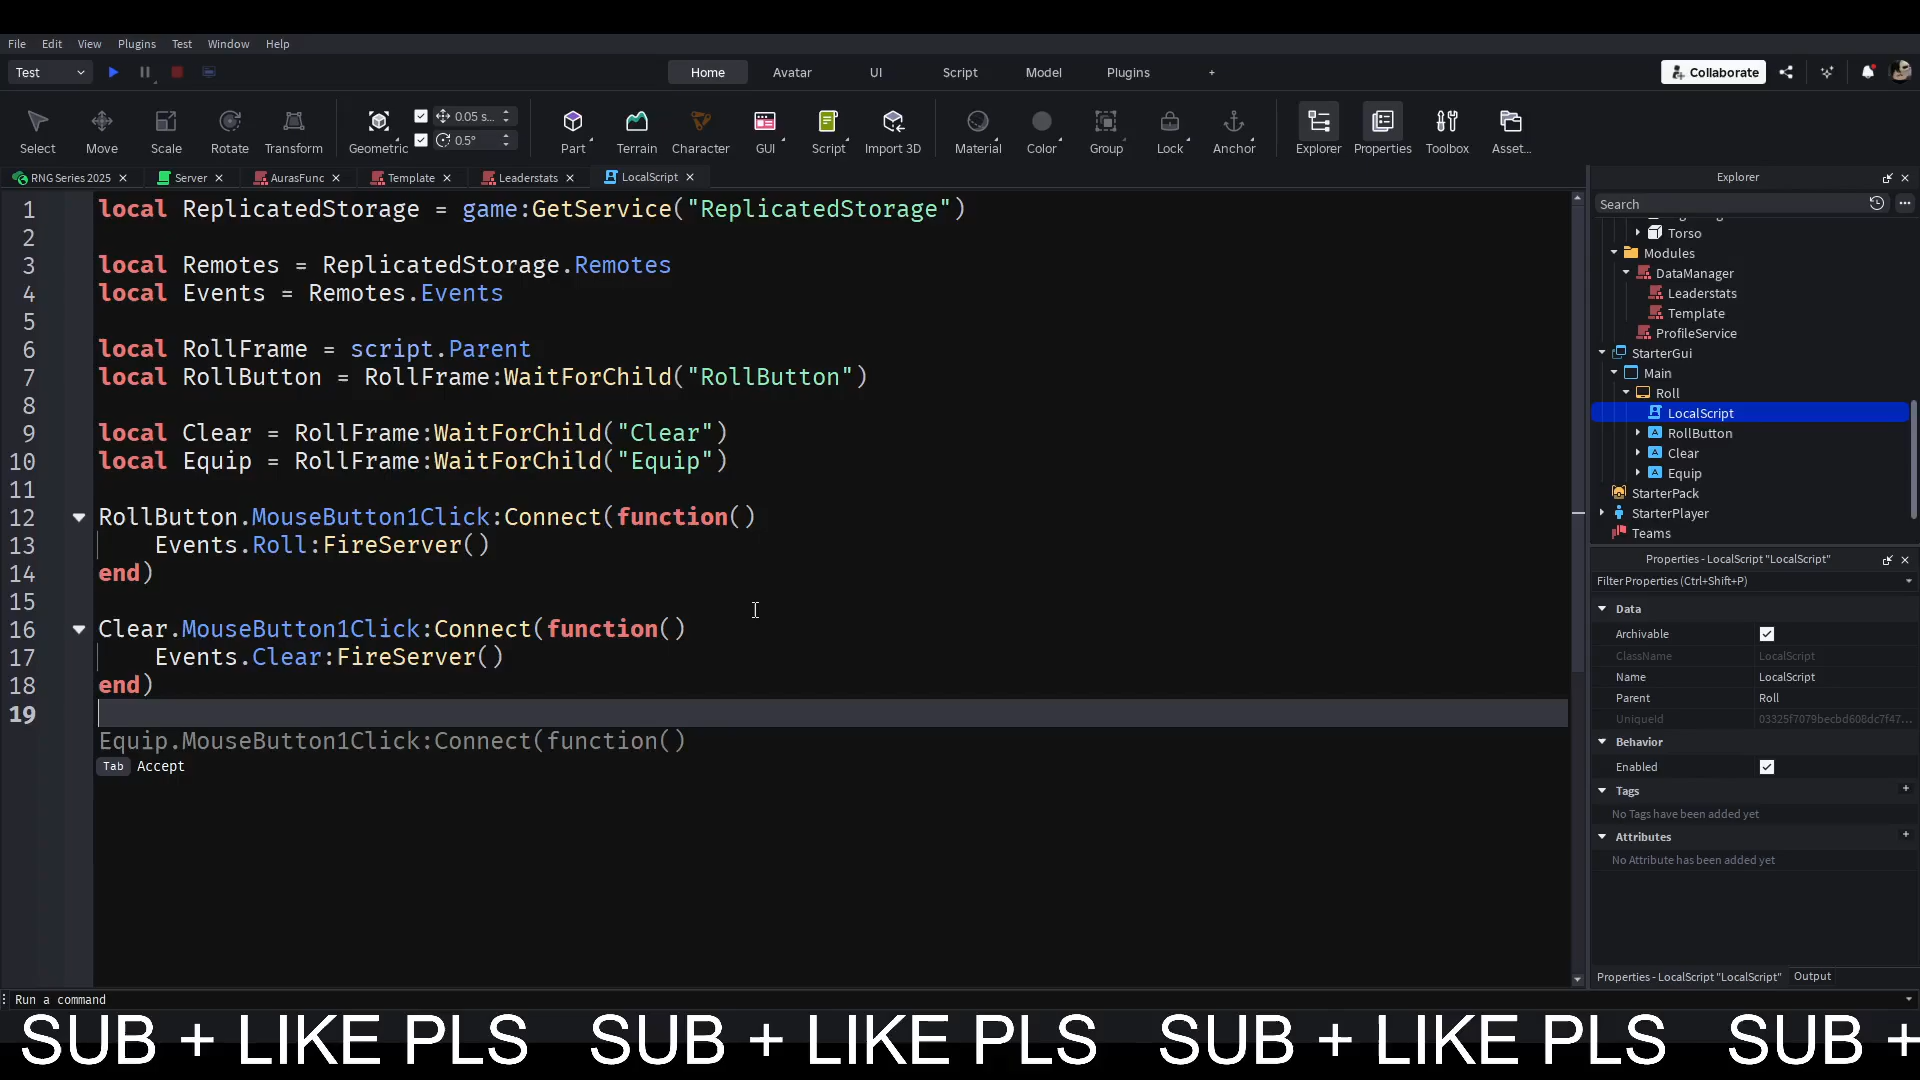 File Edit View Plugins Test Window Help
Test Home Avatar UI Script Model Plugins + Collaborate
Select Move Scale Rotate Transform Geometric 0.05 s... 0.5° Part Terrain Character GUI Script Import 3D Material Color Group Lock Anchor Explorer Properties Toolbox Asset...
RNG Series 2025 Server AurasFunc Template Leaderstats LocalScript
1 local ReplicatedStorage = game:GetService("ReplicatedStorage")
2
3 local Remotes = ReplicatedStorage.Remotes
4 local Events = Remotes.Events
5
6 local RollFrame = script.Parent
7 local RollButton = RollFrame:WaitForChild("RollButton")
8
9 local Clear = RollFrame:WaitForChild("Clear")
10 local Equip = RollFrame:WaitForChild("Equip")
11
12 RollButton.MouseButton1Click:Connect(function()
13 Events.Roll:FireServer()
14 end)
15
16 Clear.MouseButton1Click:Connect(function()
17 Events.Clear:FireServer()
18 end)
19
Equip.MouseButton1Click:Connect(function()
Tab Accept
Explorer
Search
Torso
Modules
DataManager
Leaderstats
Template
ProfileService
StarterGui
Main
Roll
LocalScript
RollButton
Clear
Equip
StarterPack
StarterPlayer
Teams
Properties - LocalScript "LocalScript"
Filter Properties (Ctrl+Shift+P)
Data
Archivable
ClassName LocalScript
Name LocalScript
Parent Roll
UniqueId 03325f7079becbd608dc7f47...
Behavior
Enabled
Tags +
No Tags have been added yet
Attributes +
No Attribute has been added yet
Properties - LocalScript "LocalScript" Output
Run a command
SUB + LIKE PLS SUB + LIKE PLS SUB + LIKE PLS SUB +